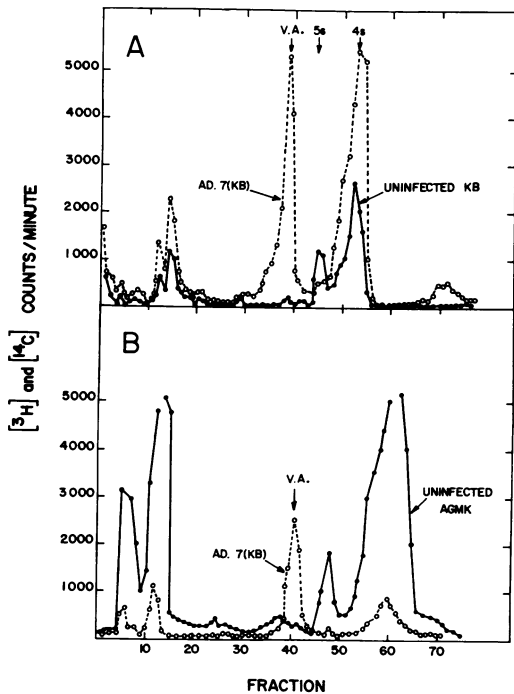 A
V.A. 5s 4s
5000
4000
3000
2000
1000
AD. 7(KB)
UNINFECTED KB
[³H] and [¹⁴C] COUNTS/MINUTE
B
5000
4000
3000
2000
1000
V.A.
AD. 7(KB)
UNINFECTED
AGMK
10 20 30 40 50 60 70
FRACTION